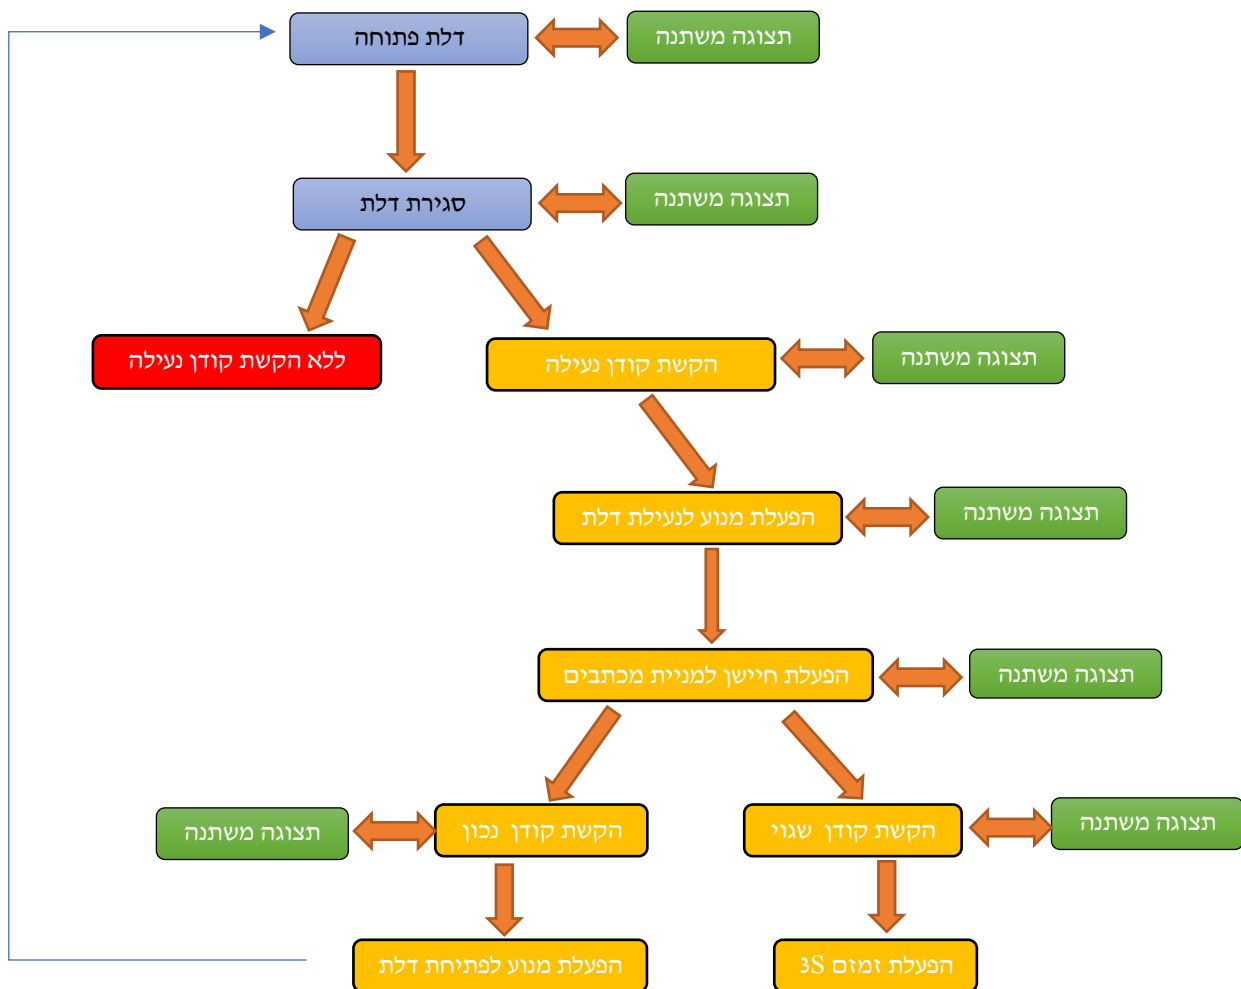 דלת פתוחה
תצוגה משתנה
סגירת דלת
תצוגה משתנה
ללא הקשת קודן נעילה
הקשת קודן נעילה
תצוגה משתנה
הפעלת מנוע לנעילת דלת
תצוגה משתנה
הפעלת חיישן למניית מכתבים
תצוגה משתנה
תצוגה משתנה
הקשת קודן נכון
הקשת קודן שגוי
תצוגה משתנה
הפעלת מנוע לפתיחת דלת
הפעלת זמזם 3S